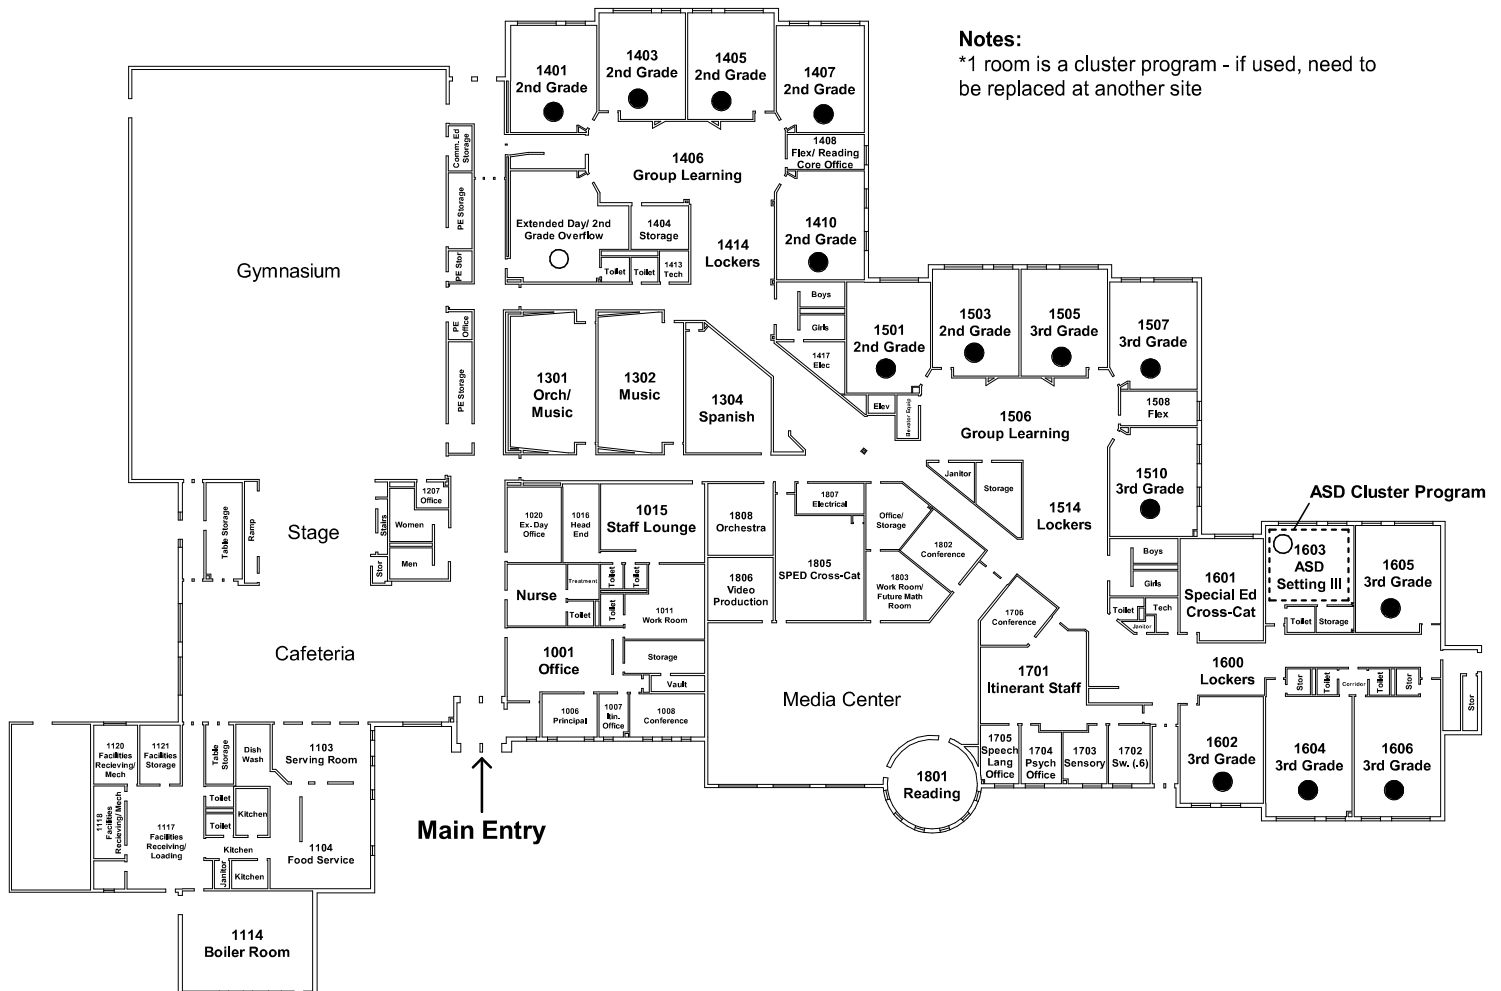 Notes:
*1 room is a cluster program - if used, need to
be replaced at another site
1401
2nd Grade
1403
2nd Grade
1405
2nd Grade
1407
2nd Grade
1408
Flex/ Reading
Core Office
1406
Group Learning
Comm. Ed
Storage
PE Storage
PE Stor
PE
Office
PE Storage
Gymnasium
Extended Day/ 2nd
Grade Overflow
1404
Storage
Toilet
Toilet
1413
Tech
1414
Lockers
1410
2nd Grade
Boys
Girls
1417
Elec
1501
2nd Grade
1503
2nd Grade
1505
3rd Grade
1507
3rd Grade
1508
Flex
1506
Group Learning
Elev
Elevator Equip
1301
Orch/
Music
1302
Music
1304
Spanish
1510
3rd Grade
1514
Lockers
Janitor
Storage
ASD Cluster Program
1207
Office
Women
Men
Stairs
Stor
Table Storage
Ramp
Stage
1020
Ex. Day
Office
1016
Head
End
1015
Staff Lounge
1808
Orchestra
1807
Electrical
1805
SPED Cross-Cat
Office/
Storage
1802
Conference
1803
Work Room/
Future Math
Room
1806
Video
Production
Nurse
Treatment
Toilet
Toilet
Toilet
Toilet
1011
Work Room
1001
Office
Storage
Vault
1006
Principal
1007
Itin.
Office
1008
Conference
Cafeteria
Media Center
1706
Conference
1701
Itinerant Staff
1705
Speech
Lang
Office
1704
Psych
Office
1703
Sensory
1702
Sw. (.6)
1801
Reading
Boys
Girls
Toilet
Tech
Janitor
1601
Special Ed
Cross-Cat
1603
ASD
Setting III
1605
3rd Grade
Toilet
Storage
1600
Lockers
Stor
Toilet
Corridor
Toilet
Stor
Stor
1602
3rd Grade
1604
3rd Grade
1606
3rd Grade
1120
Facilities
Recieving/
Mech
1121
Facilities
Storage
Table
Storage
Dish
Wash
1103
Serving Room
1118
Facilities
Recieving/ Mech
1117
Facilities
Receiving/
Loading
Toilet
Toilet
Kitchen
Kitchen
Kitchen
Janitor
1104
Food Service
1114
Boiler Room
Main Entry